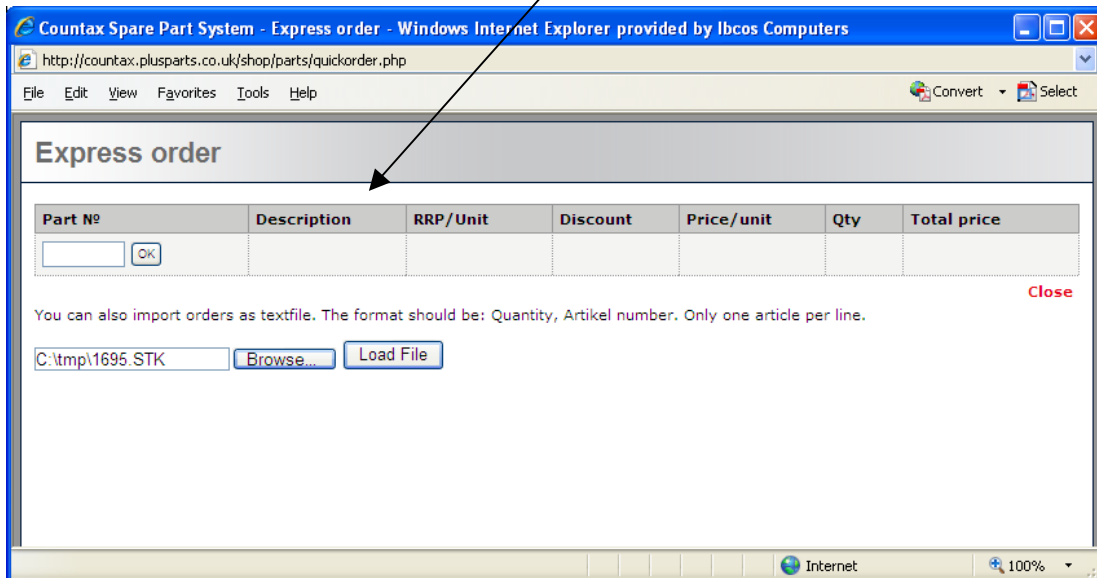 Countax Spare Part System - Express order - Windows Internet Explorer provided by Ibcos Computers
http://countax.plusparts.co.uk/shop/parts/quickorder.php
File Edit View Favorites Tools Help Convert Select
Express order
Part Nº Description RRP/Unit Discount Price/unit Qty Total price
OK
Close
You can also import orders as textfile. The format should be: Quantity, Artikel number. Only one article per line.
C:\tmp\1695.STK Browse... Load File
Internet 100%